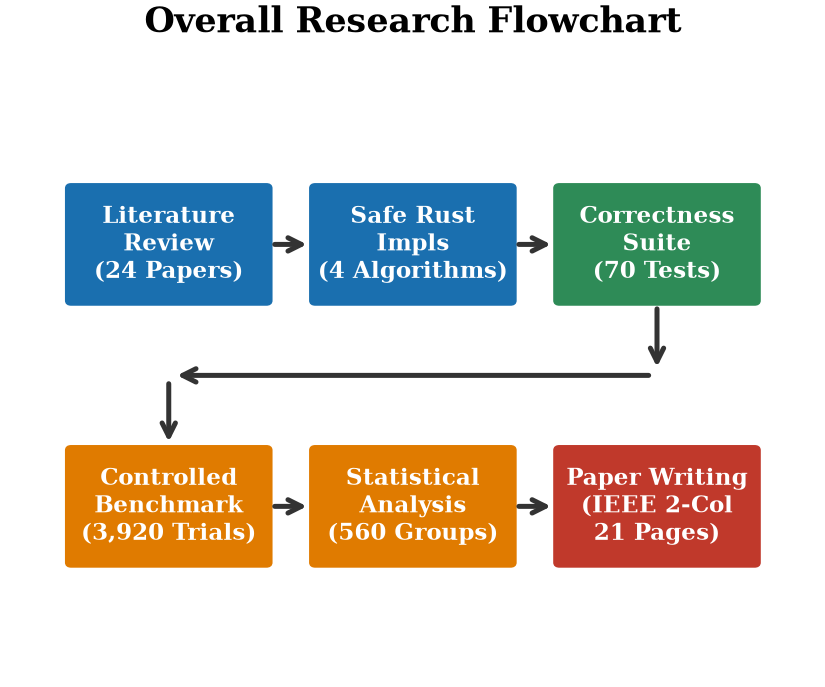 Overall Research Flowchart
Literature
Review
(24 Papers)
Safe Rust
Impls
(4 Algorithms)
Correctness
Suite
(70 Tests)
Controlled
Benchmark
(3,920 Trials)
Statistical
Analysis
(560 Groups)
Paper Writing
(IEEE 2-Col
21 Pages)